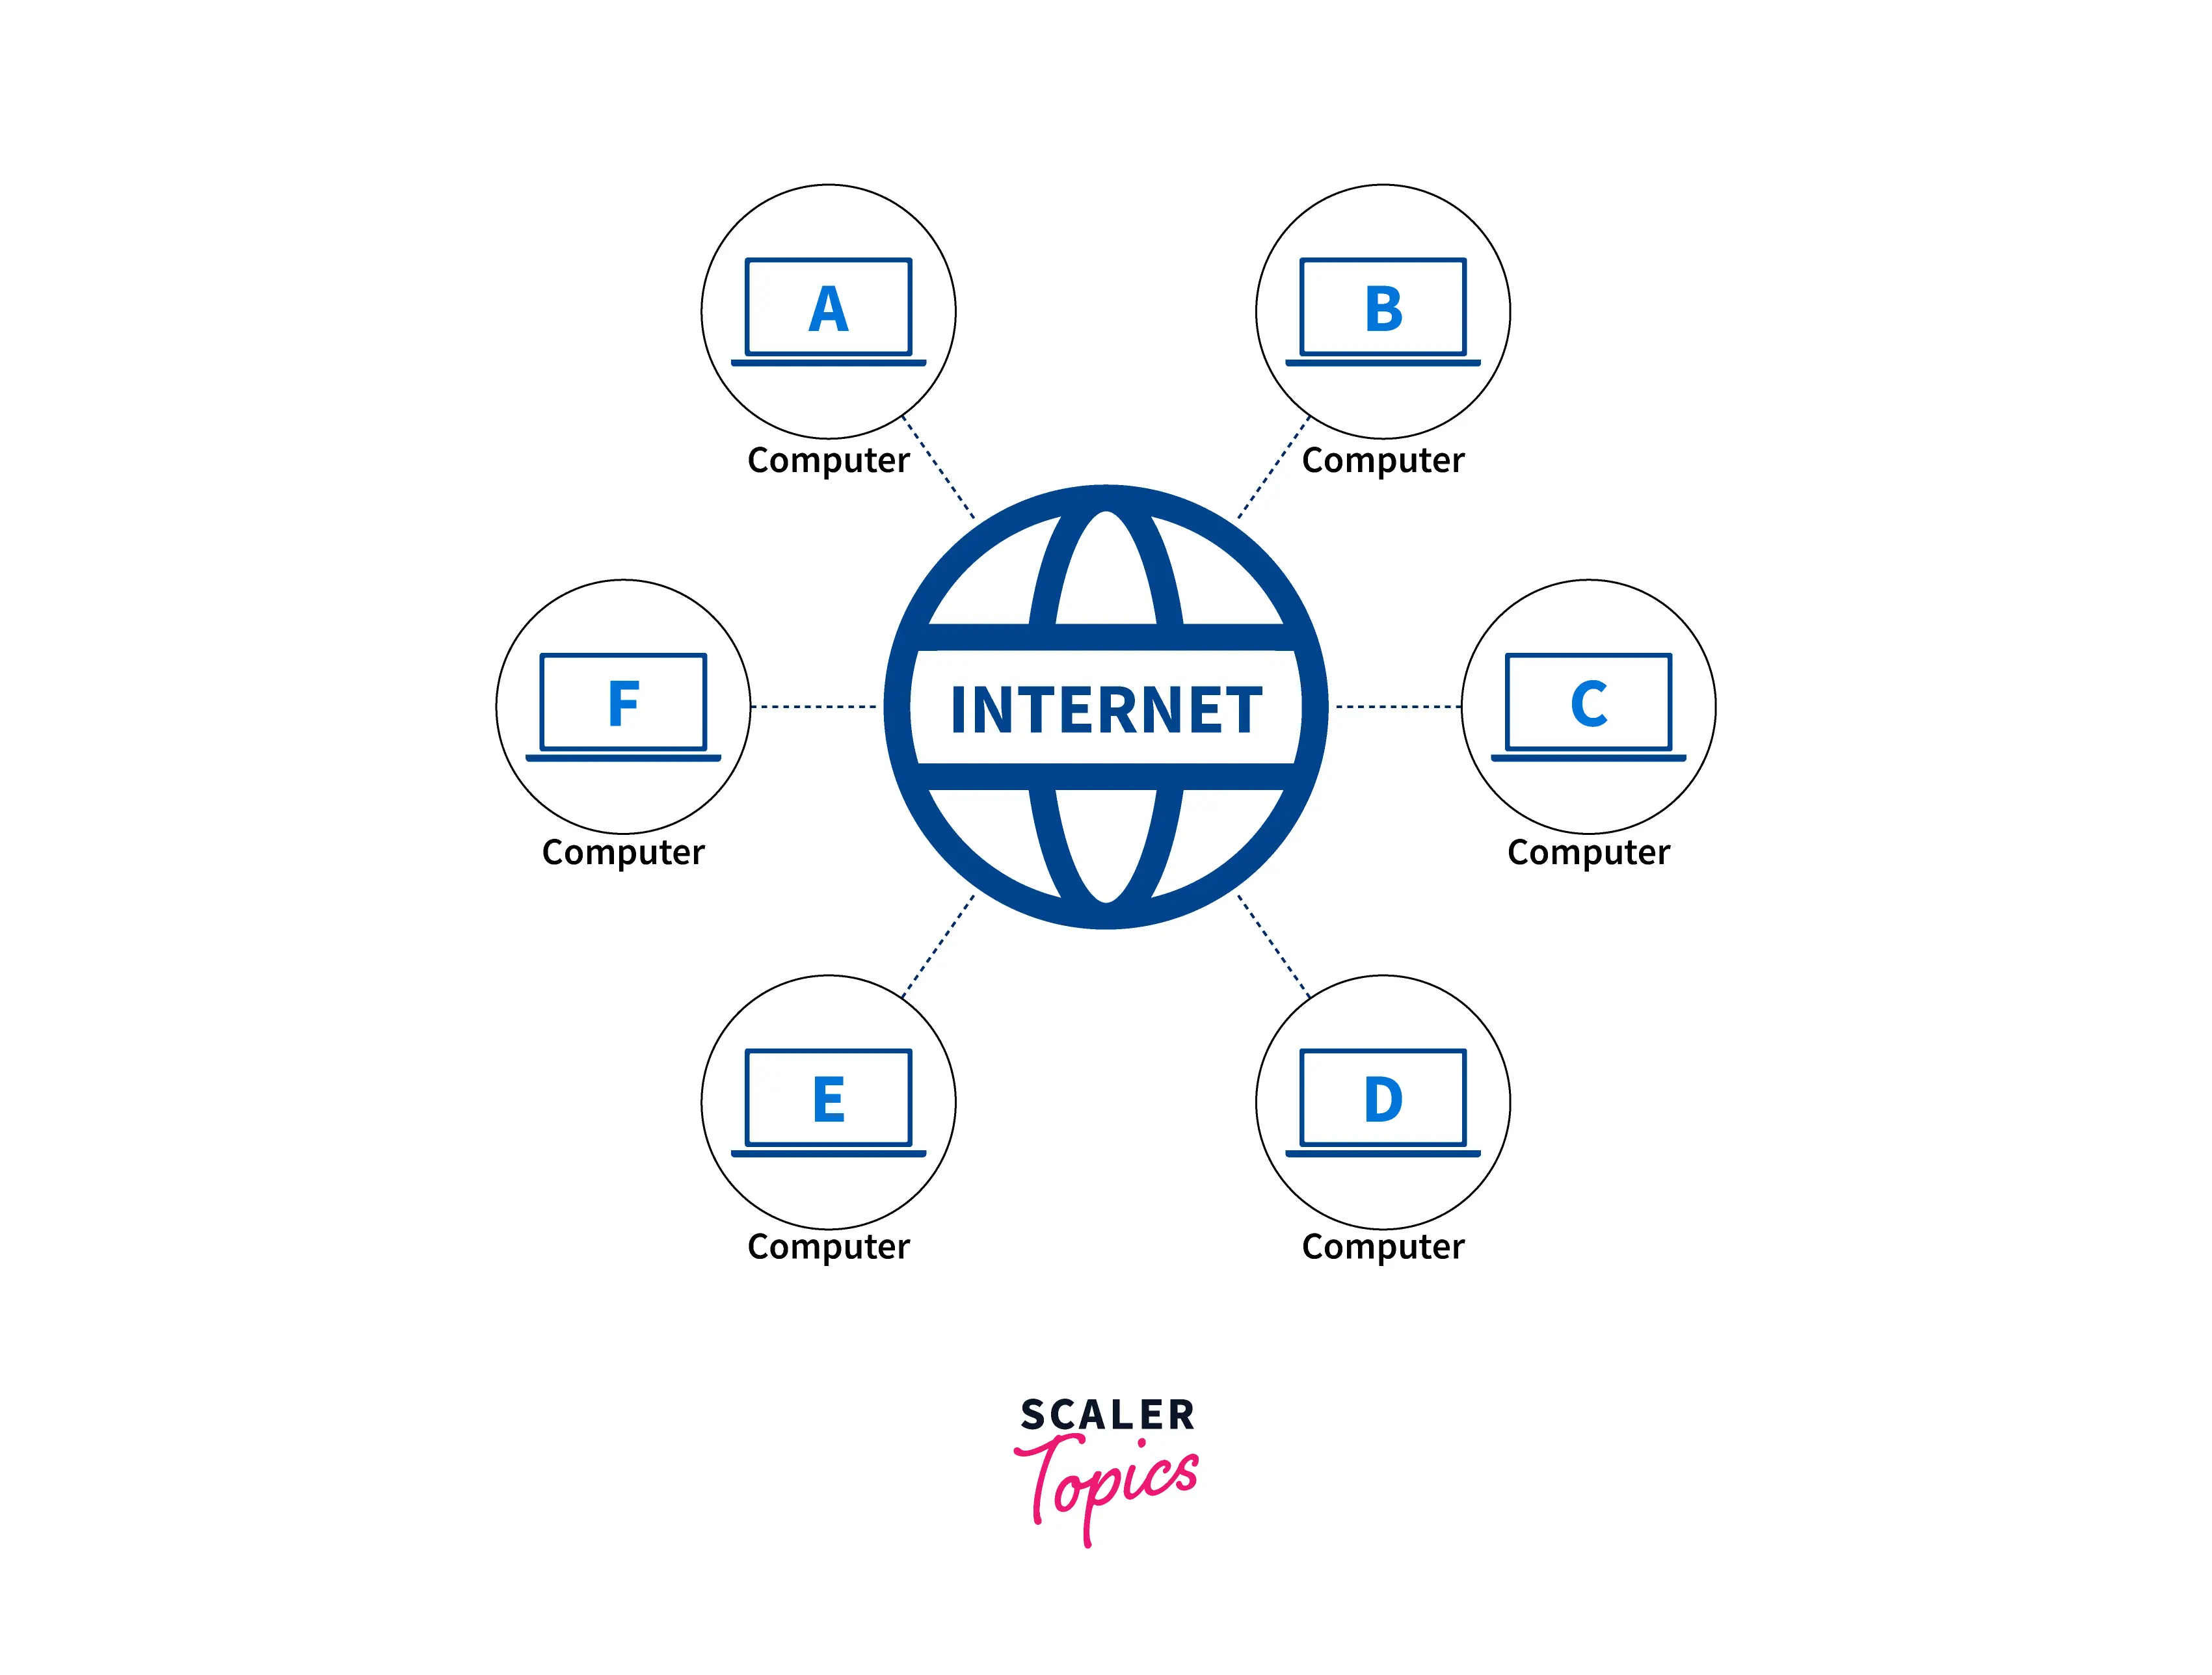 A
B
Computer
Computer
F
INTERNET
C
Computer
Computer
E
D
Computer
Computer
SCALER
Topics